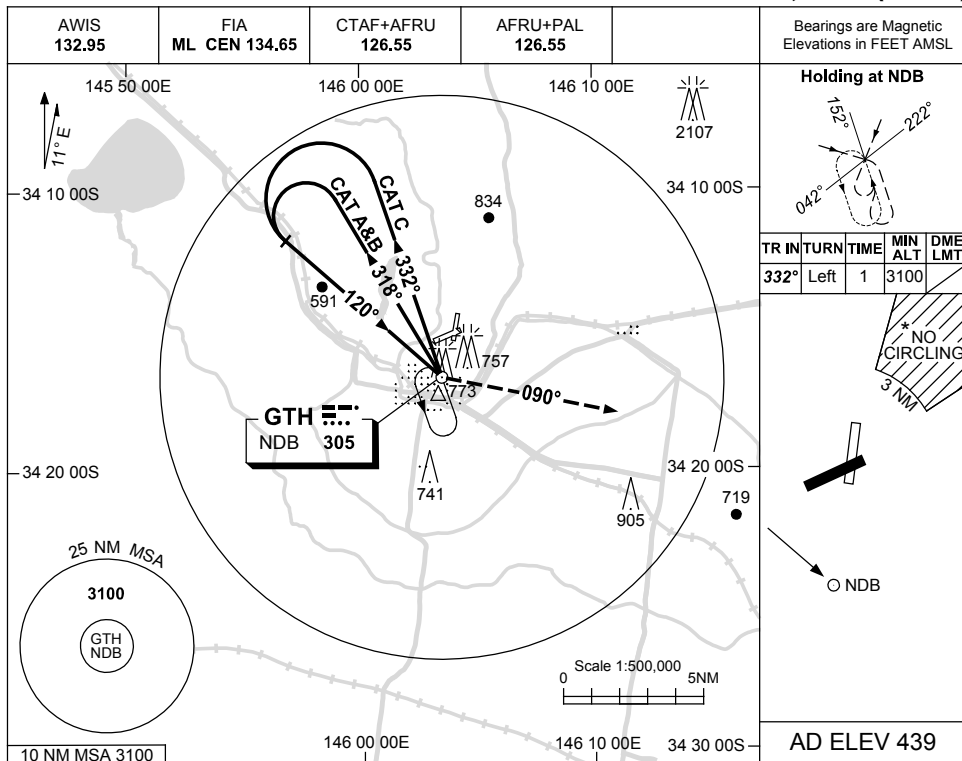 AWIS
132.95
FIA
ML CEN 134.65
CTAF+AFRU
126.55
AFRU+PAL
126.55
Bearings are Magnetic
Elevations in FEET AMSL
145 50 00E
146 00 00E
146 10 00E
11° E
2107
34 10 00S
34 10 00S
834
CAT C
CAT A&B
332°
318°
120°
591
757
773
090°
GTH
NDB 305
34 20 00S
34 20 00S
741
905
719
25 NM MSA
3100
GTH
NDB
Scale 1:500,000
0
5NM
10 NM MSA 3100
146 00 00E
146 10 00E
34 30 00S
Holding at NDB
152°
222°
042°
TR IN TURN TIME MIN ALT DME LMT
332° Left 1 3100
* NO
CIRCLING
3 NM
NDB
AD ELEV 439